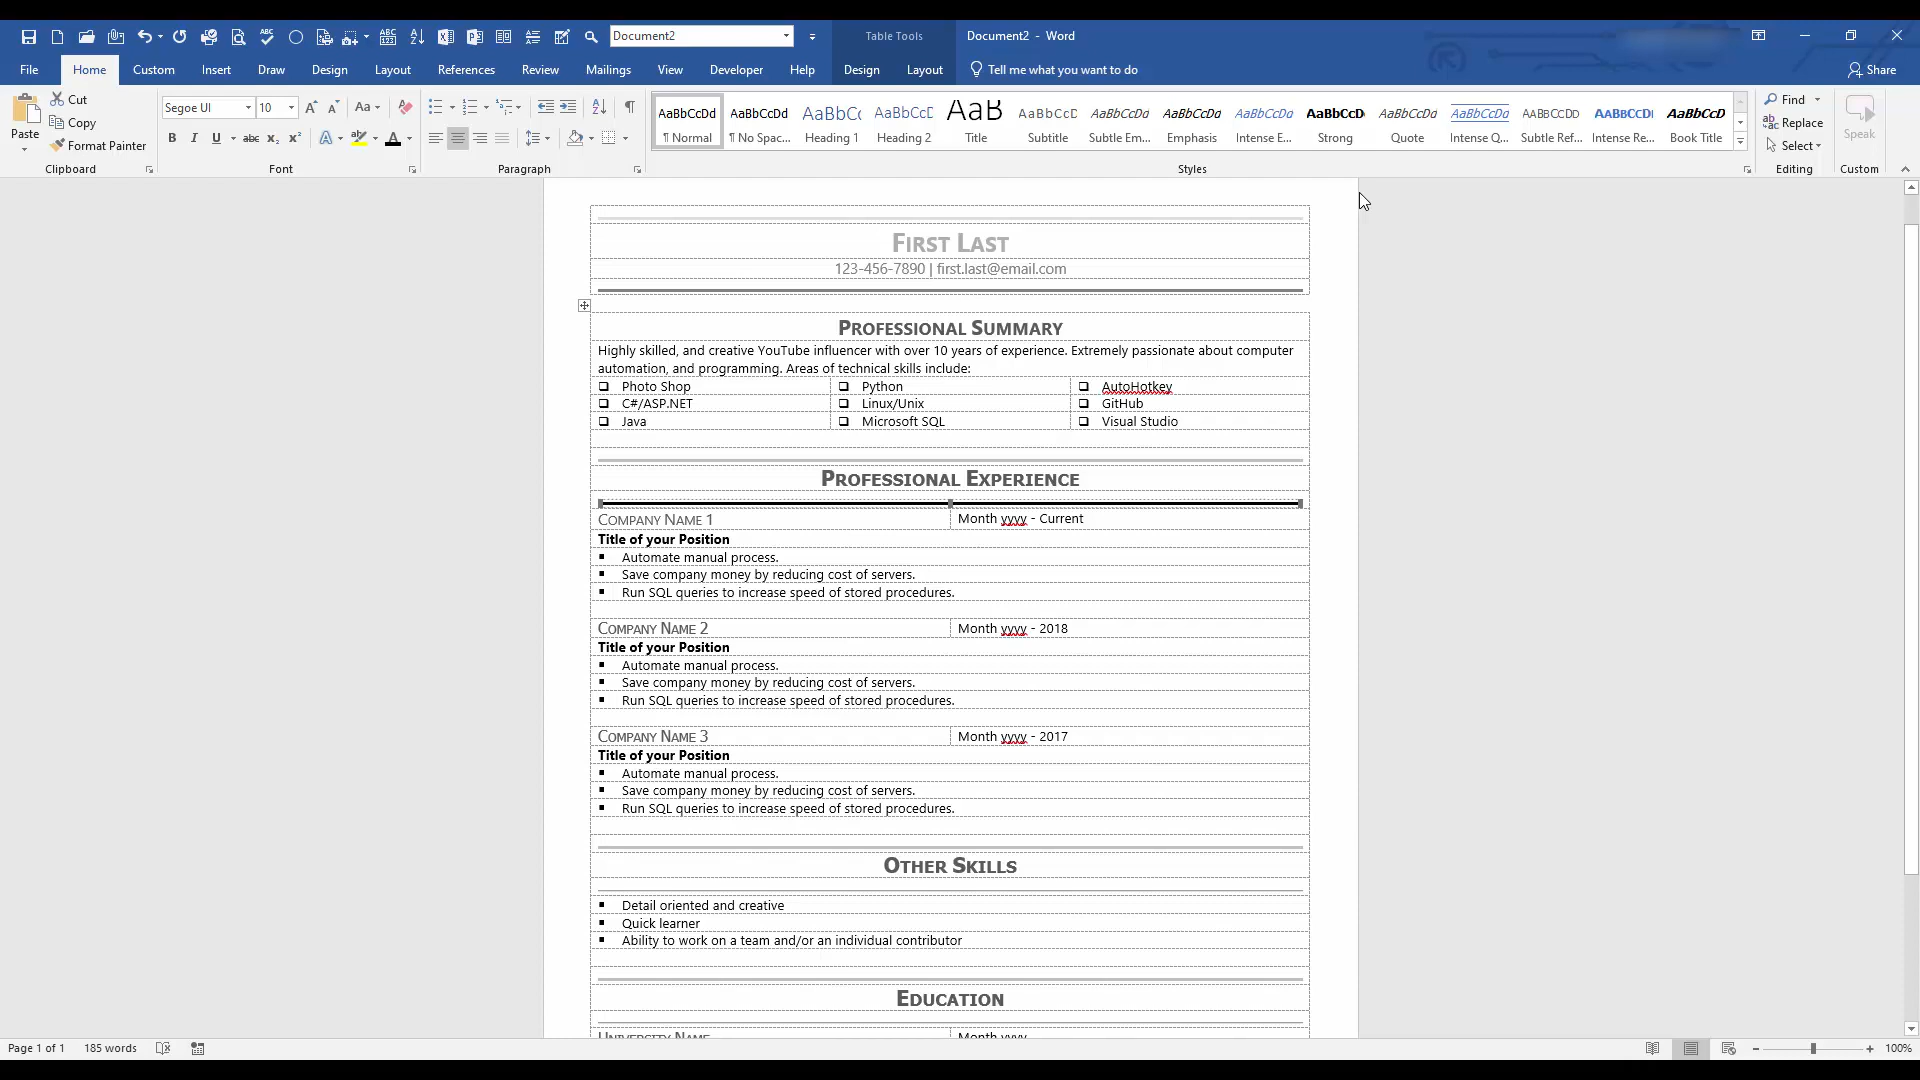 Document2
Table Tools
Document2 - Word
File Home Custom Insert Draw Design Layout References Review Mailings View Developer Help Design Layout Tell me what you want to do Share
Paste
Cut
Copy
Format Painter
Clipboard
Segoe UI 10
Font
Paragraph
AaBbCcDd AaBbCcDd AaBbCc AaBbCcD AaB AaBbCcD AaBbCcDd AaBbCcDd AaBbCcDd AaBbCcD AaBbCcDd AaBbCcDd AaBbCcDd AaBbCcDd AaBbCcDd
¶ Normal ¶ No Spac... Heading 1 Heading 2 Title Subtitle Subtle Em... Emphasis Intense E... Strong Quote Intense Q... Subtle Ref... Intense Re... Book Title
Styles
Find
Replace
Select
Editing
Speak
Custom
First Last
123-456-7890 | first.last@email.com
Professional Summary
Highly skilled, and creative YouTube influencer with over 10 years of experience. Extremely passionate about computer
automation, and programming. Areas of technical skills include:
Photo Shop Python AutoHotkey
C#/ASP.NET Linux/Unix GitHub
Java Microsoft SQL Visual Studio
Professional Experience
Company Name 1 Month yyyy - Current
Title of your Position
Automate manual process.
Save company money by reducing cost of servers.
Run SQL queries to increase speed of stored procedures.
Company Name 2 Month yyyy - 2018
Title of your Position
Automate manual process.
Save company money by reducing cost of servers.
Run SQL queries to increase speed of stored procedures.
Company Name 3 Month yyyy - 2017
Title of your Position
Automate manual process.
Save company money by reducing cost of servers.
Run SQL queries to increase speed of stored procedures.
Other Skills
Detail oriented and creative
Quick learner
Ability to work on a team and/or an individual contributor
Education
University Name Month yyyy
Page 1 of 1 185 words 100%